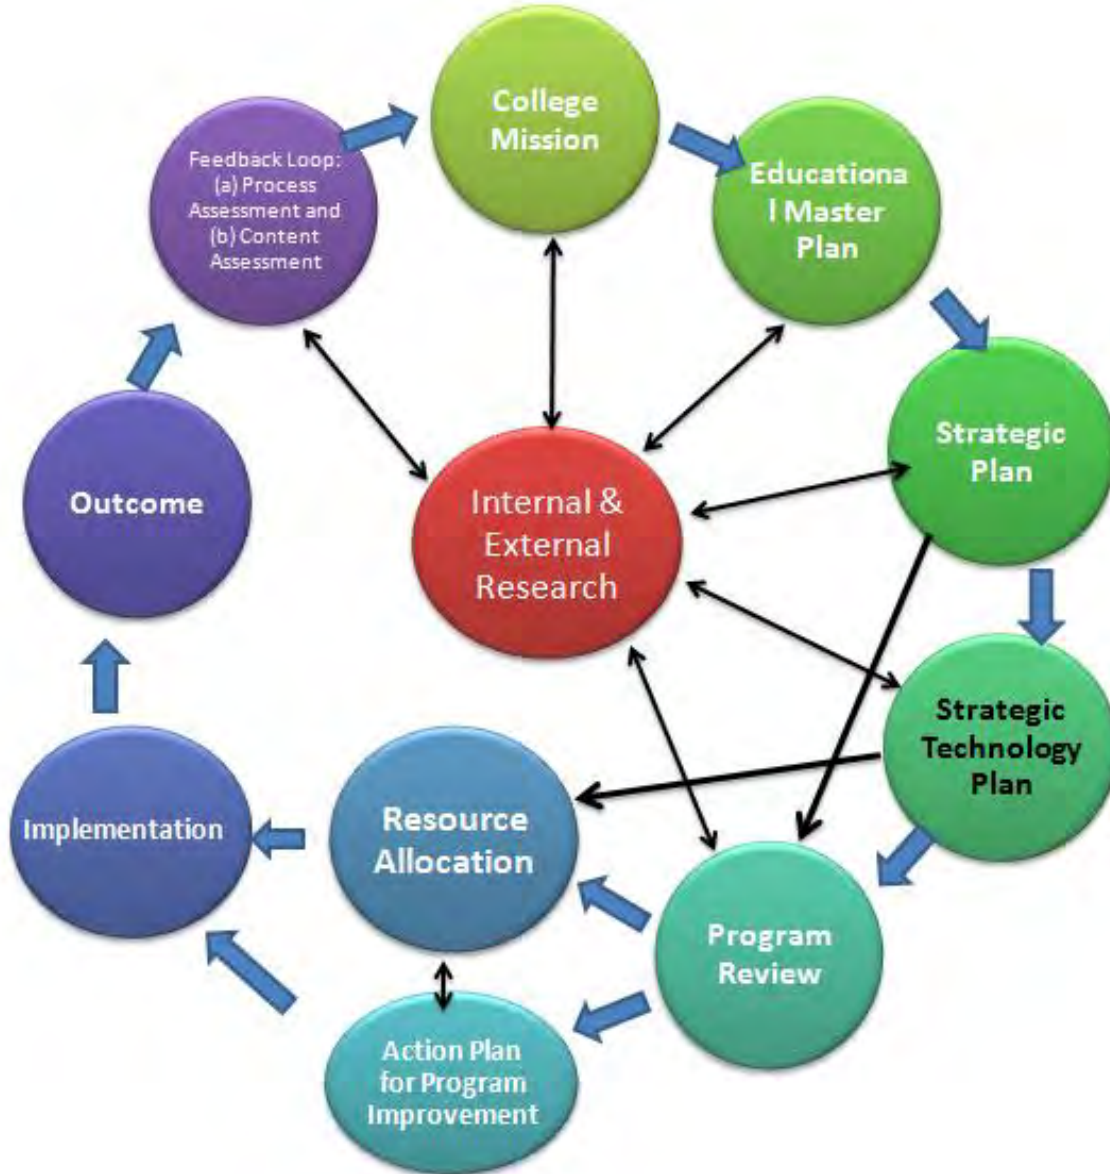 College
Mission
Educationa
l Master
Plan
Strategic
Plan
Strategic
Technology
Plan
Program
Review
Resource
Allocation
Action Plan
for Program
Improvement
Implementation
Outcome
Feedback Loop:
(a) Process
Assessment and
(b) Content
Assessment
Internal &
External
Research